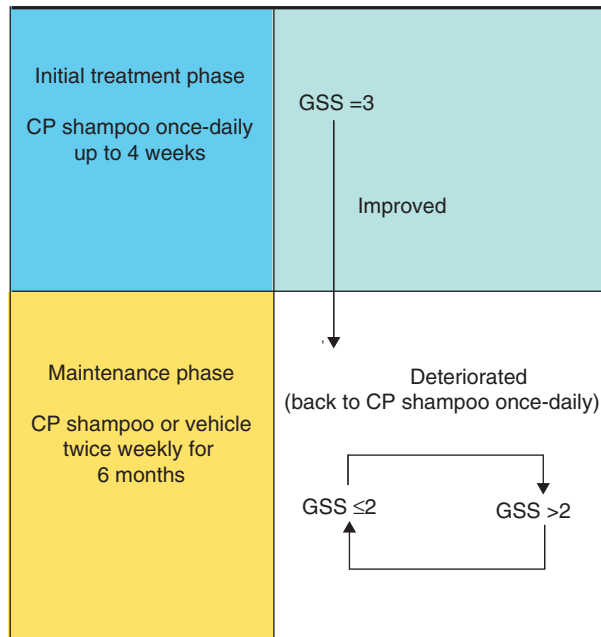 Initial treatment phase
CP shampoo once-daily
up to 4 weeks
GSS =3
Improved
Maintenance phase
CP shampoo or vehicle
twice weekly for
6 months
Deteriorated
(back to CP shampoo once-daily)
GSS ≤2
GSS >2